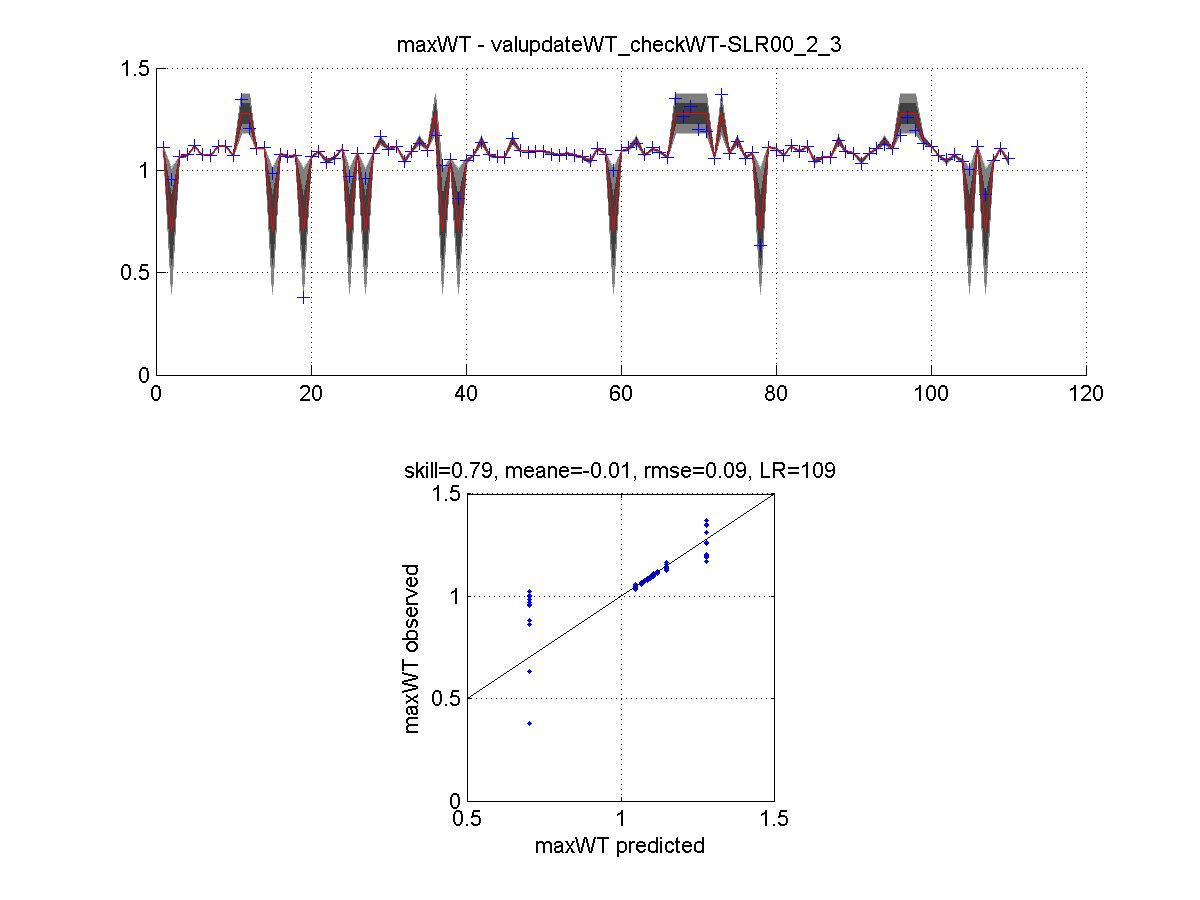 maxWT - valupdateWT_checkWT-SLR00_2_3
1.5
1
0.5
0
0 20 40 60 80 100 120
skill=0.79, meane=-0.01, rmse=0.09, LR=109
1.5
1
0.5
0
maxWT observed
0.5 1 1.5
maxWT predicted